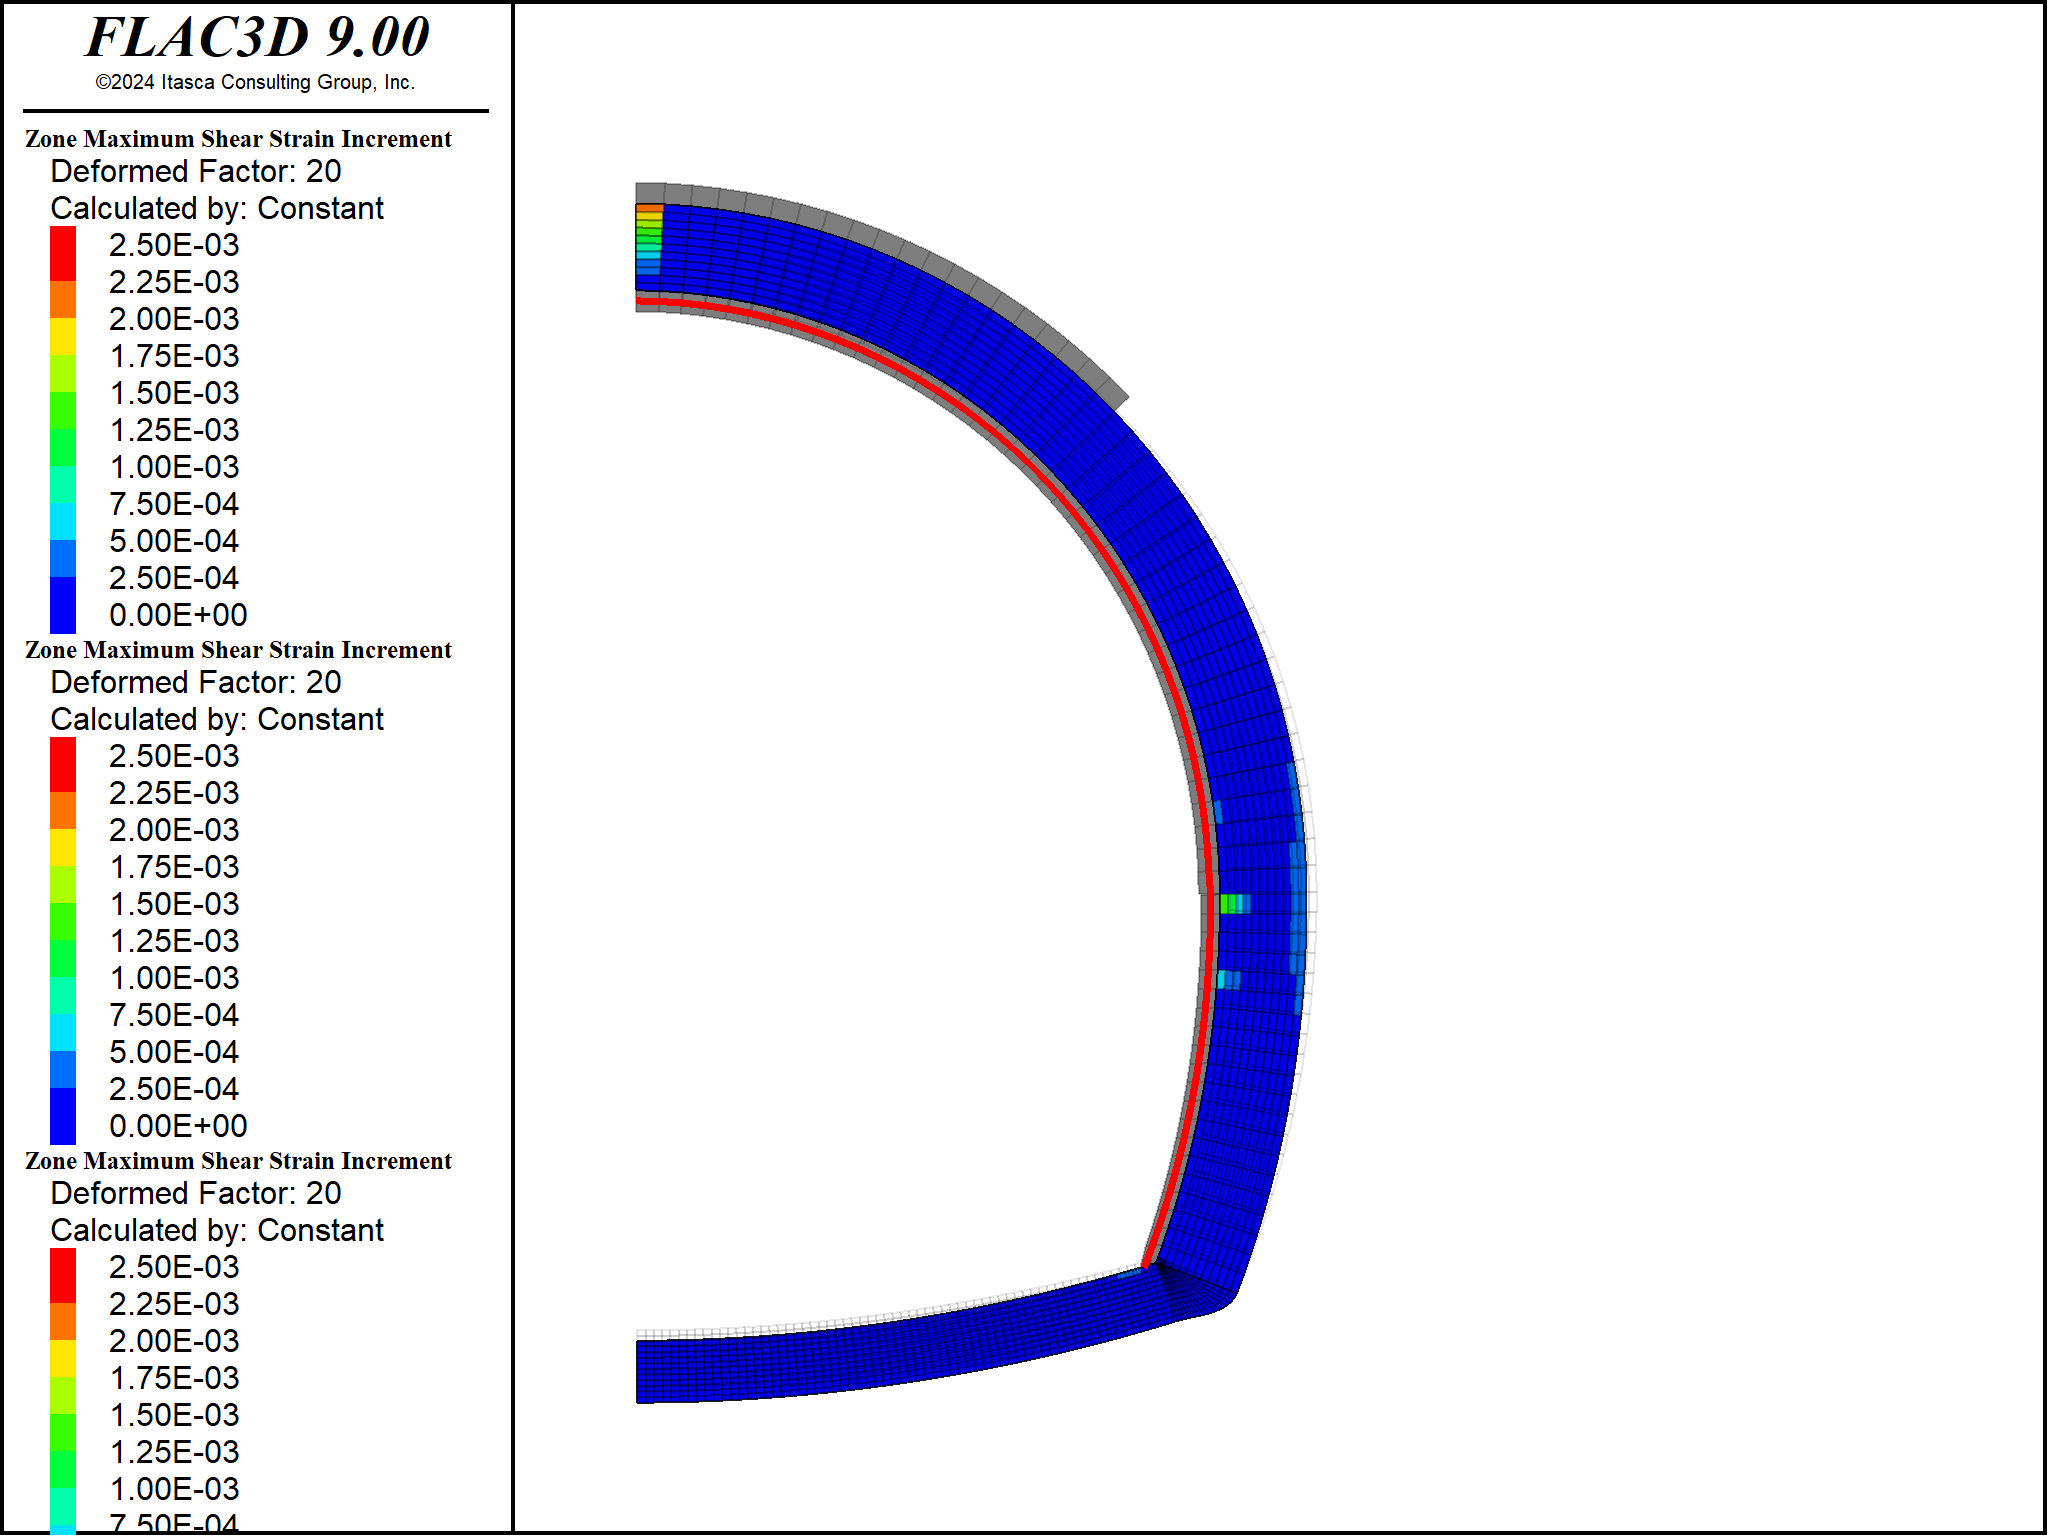 FLAC3D 9.00
©2024 Itasca Consulting Group, Inc.
Zone Maximum Shear Strain Increment
Deformed Factor: 20
Calculated by: Constant
2.50E-03
2.25E-03
2.00E-03
1.75E-03
1.50E-03
1.25E-03
1.00E-03
7.50E-04
5.00E-04
2.50E-04
0.00E+00
Zone Maximum Shear Strain Increment
Deformed Factor: 20
Calculated by: Constant
2.50E-03
2.25E-03
2.00E-03
1.75E-03
1.50E-03
1.25E-03
1.00E-03
7.50E-04
5.00E-04
2.50E-04
0.00E+00
Zone Maximum Shear Strain Increment
Deformed Factor: 20
Calculated by: Constant
2.50E-03
2.25E-03
2.00E-03
1.75E-03
1.50E-03
1.25E-03
1.00E-03
7.50E-04